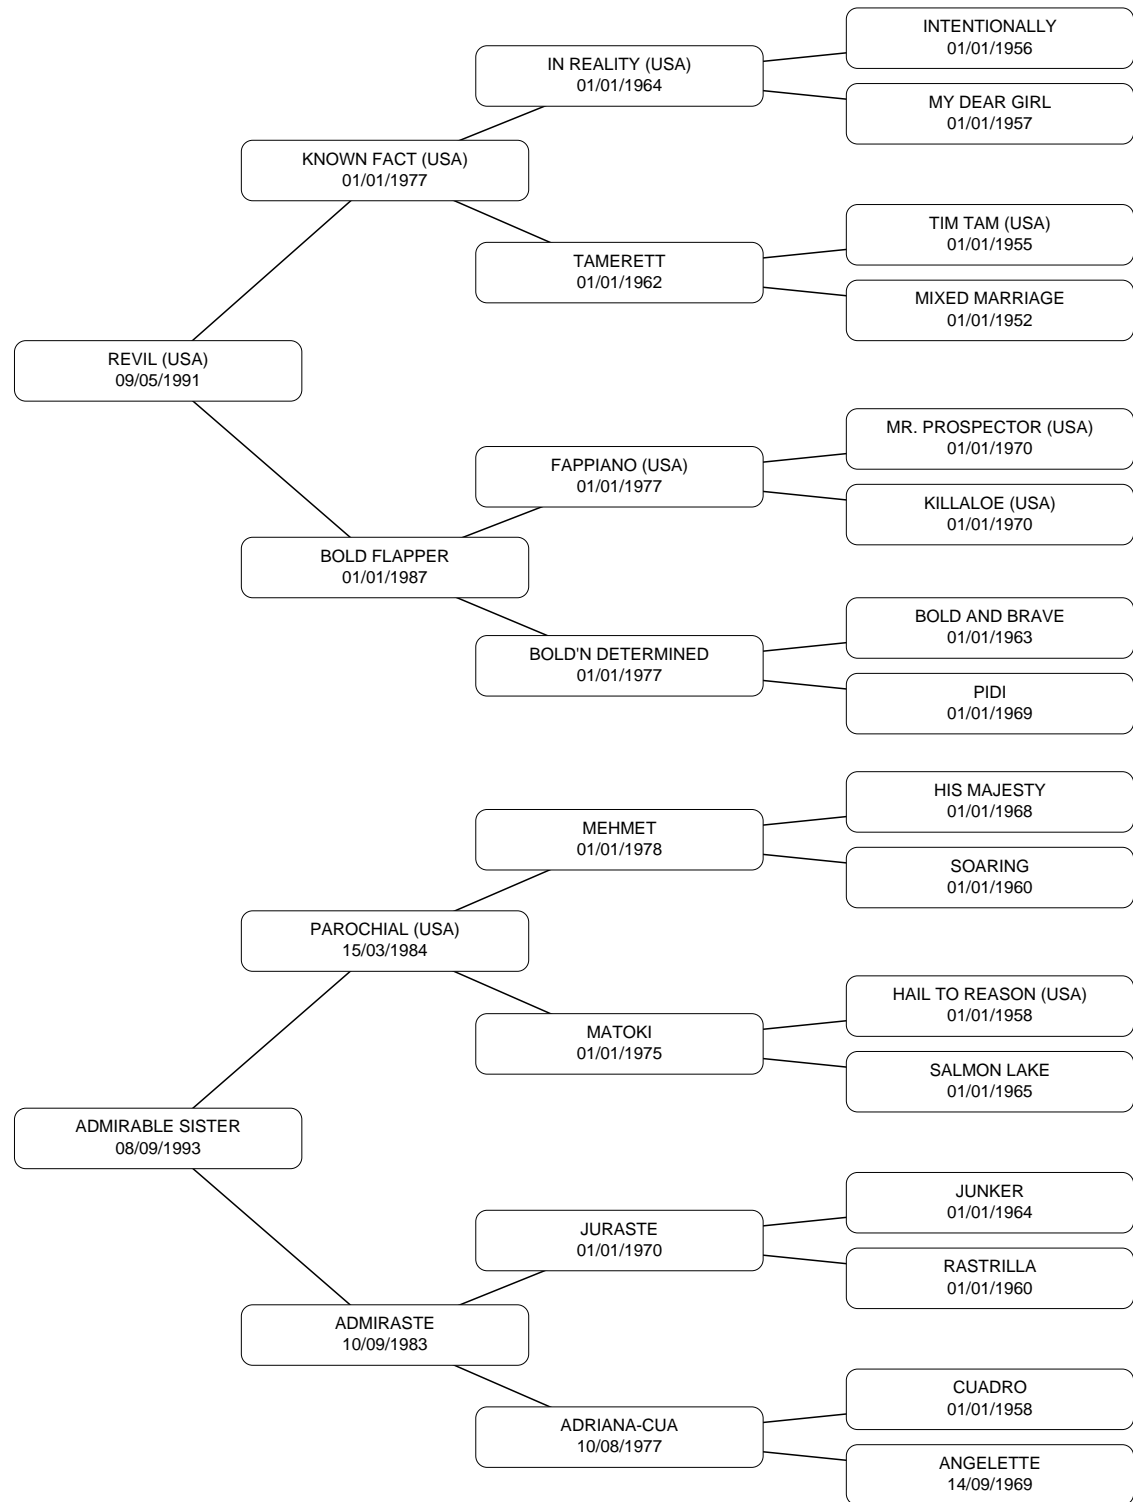 INTENTIONALLY
01/01/1956
IN REALITY (USA)
01/01/1964
MY DEAR GIRL
01/01/1957
KNOWN FACT (USA)
01/01/1977
TIM TAM (USA)
01/01/1955
TAMERETT
01/01/1962
MIXED MARRIAGE
01/01/1952
REVIL (USA)
09/05/1991
MR. PROSPECTOR (USA)
01/01/1970
FAPPIANO (USA)
01/01/1977
KILLALOE (USA)
01/01/1970
BOLD FLAPPER
01/01/1987
BOLD AND BRAVE
01/01/1963
BOLD'N DETERMINED
01/01/1977
PIDI
01/01/1969
HIS MAJESTY
01/01/1968
MEHMET
01/01/1978
SOARING
01/01/1960
PAROCHIAL (USA)
15/03/1984
HAIL TO REASON (USA)
01/01/1958
MATOKI
01/01/1975
SALMON LAKE
01/01/1965
ADMIRABLE SISTER
08/09/1993
JUNKER
01/01/1964
JURASTE
01/01/1970
RASTRILLA
01/01/1960
ADMIRASTE
10/09/1983
CUADRO
01/01/1958
ADRIANA-CUA
10/08/1977
ANGELETTE
14/09/1969